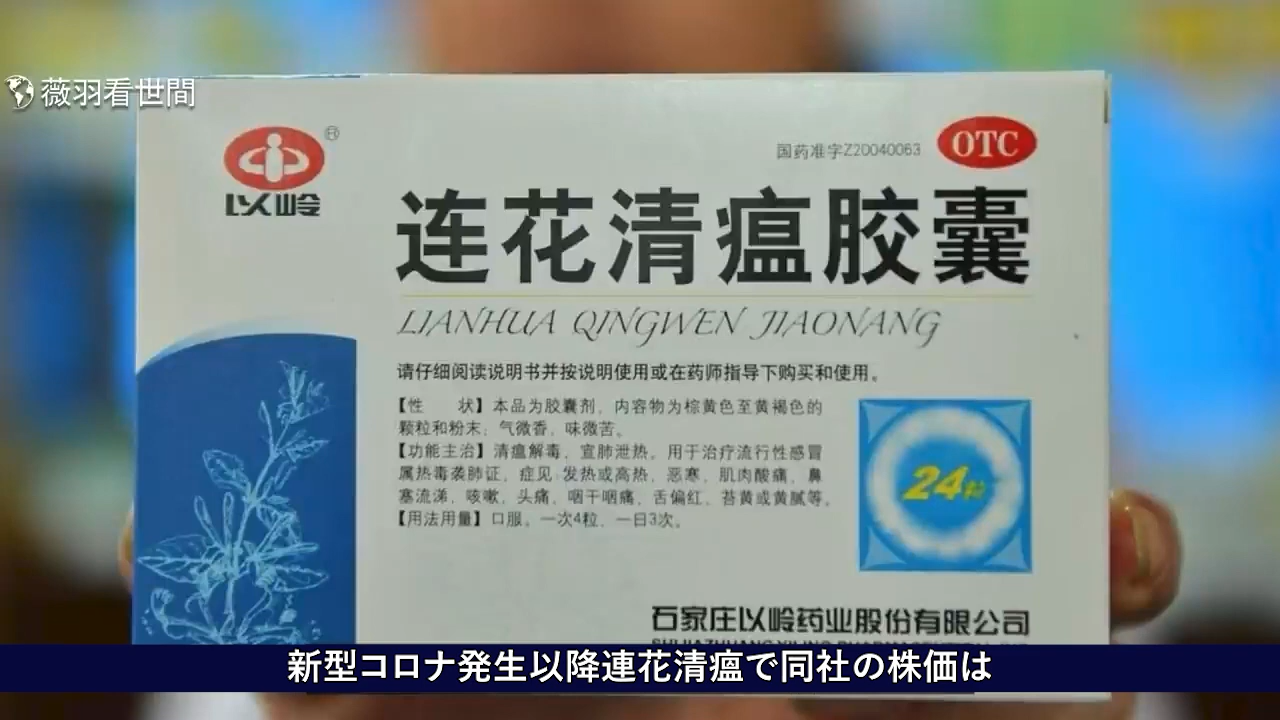 薇羽看世間
以岭
®
国药准字Z20040063
OTC
连花清瘟胶囊
LIANHUA QINGWEN JIAONANG
请仔细阅读说明书并按说明使用或在药师指导下购买和使用。
【性　状】本品为胶囊剂，内容物为棕黄色至黄褐色的
颗粒和粉末；气微香，味微苦。
【功能主治】清瘟解毒，宣肺泄热。用于治疗流行性感冒
属热毒袭肺证，症见：发热或高热，恶寒，肌肉酸痛，鼻
塞流涕，咳嗽，头痛，咽干咽痛，舌偏红，苔黄或黄腻等。
【用法用量】口服。一次4粒，一日3次。
24粒
石家庄以岭药业股份有限公司
新型コロナ発生以降連花清瘟で同社の株価は